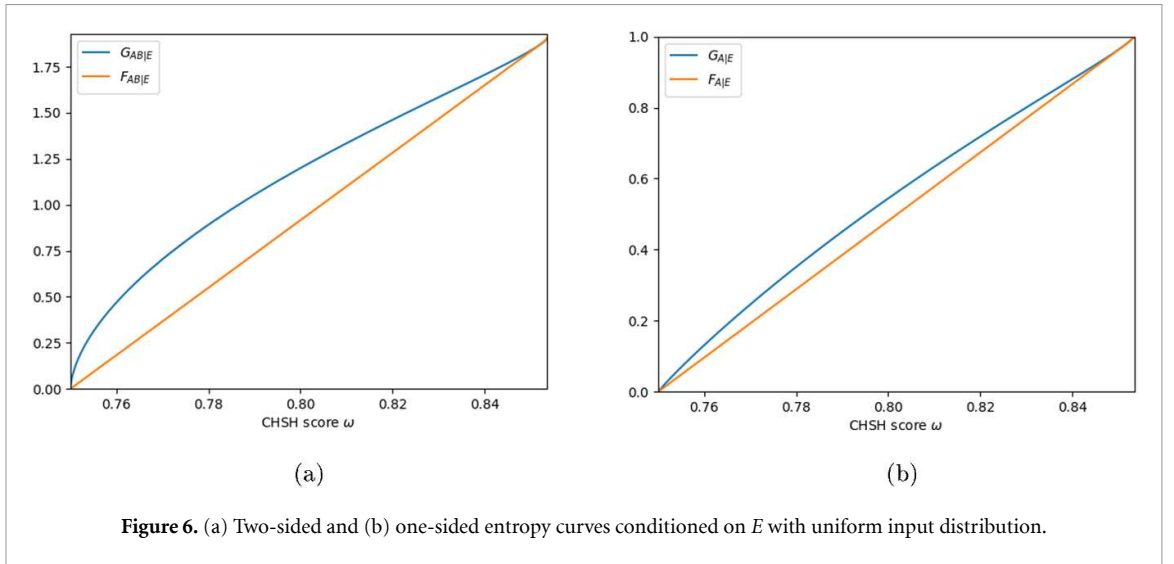 G_{AB|E}
F_{AB|E}
1.75
1.50
1.25
1.00
0.75
0.50
0.25
0.00
0.76 0.78 0.80 0.82 0.84
CHSH score ω
(a)
G_{A|E}
F_{A|E}
1.0
0.8
0.6
0.4
0.2
0.0
0.76 0.78 0.80 0.82 0.84
CHSH score ω
(b)
Figure 6. (a) Two-sided and (b) one-sided entropy curves conditioned on E with uniform input distribution.